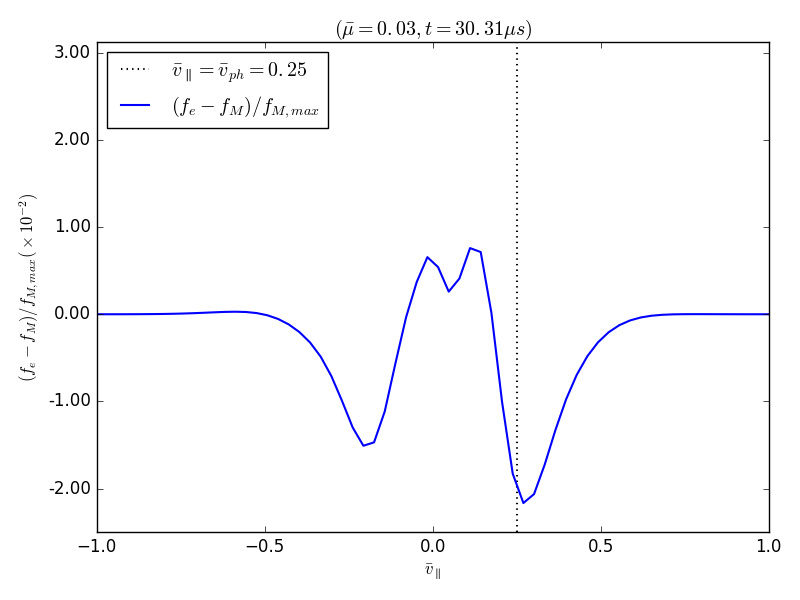 (μ̄ = 0.03, t = 30.31μs)
v̄∥ = v̄ph = 0.25
(fe − fM)/fM,max
3.00
2.00
1.00
0.00
-1.00
-2.00
(fe − fM)/fM,max(×10⁻²)
−1.0 −0.5 0.0 0.5 1.0
v̄∥